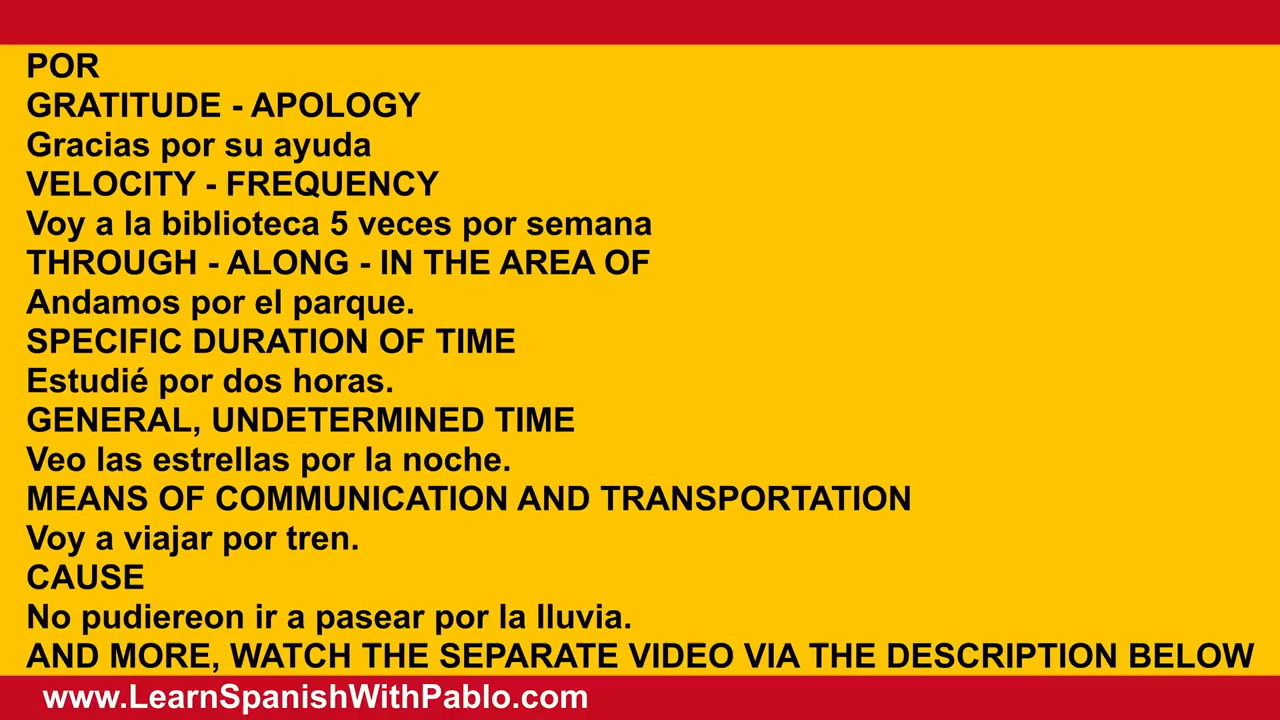 POR
GRATITUDE - APOLOGY
Gracias por su ayuda
VELOCITY - FREQUENCY
Voy a la biblioteca 5 veces por semana
THROUGH - ALONG - IN THE AREA OF
Andamos por el parque.
SPECIFIC DURATION OF TIME
Estudié por dos horas.
GENERAL, UNDETERMINED TIME
Veo las estrellas por la noche.
MEANS OF COMMUNICATION AND TRANSPORTATION
Voy a viajar por tren.
CAUSE
No pudiereon ir a pasear por la lluvia.
AND MORE, WATCH THE SEPARATE VIDEO VIA THE DESCRIPTION BELOW
www.LearnSpanishWithPablo.com